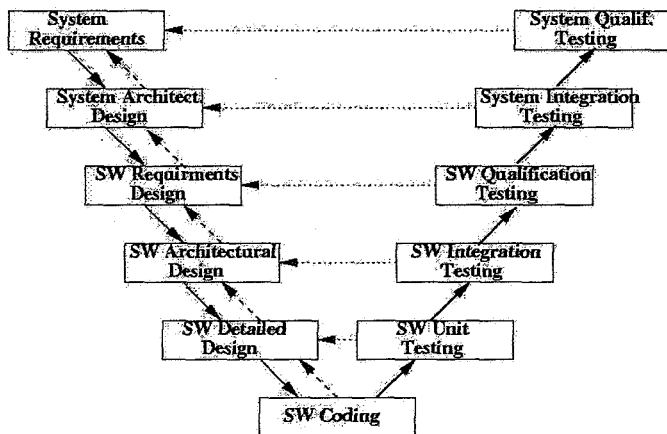 System
Requirements
System Qualif.
Testing
System Architect.
Design
System Integration
Testing
SW Requirments
Design
SW Qualification
Testing
SW Architectural
Design
SW Integration
Testing
SW Detailed
Design
SW Unit
Testing
SW Coding